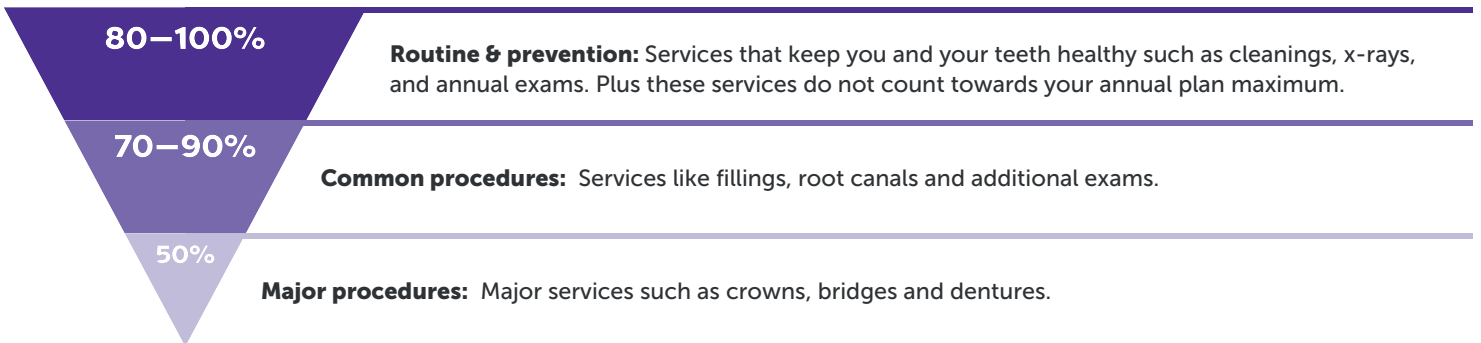 80–100%
Routine & prevention: Services that keep you and your teeth healthy such as cleanings, x-rays,
and annual exams. Plus these services do not count towards your annual plan maximum.
70–90%
Common procedures: Services like fillings, root canals and additional exams.
50%
Major procedures: Major services such as crowns, bridges and dentures.